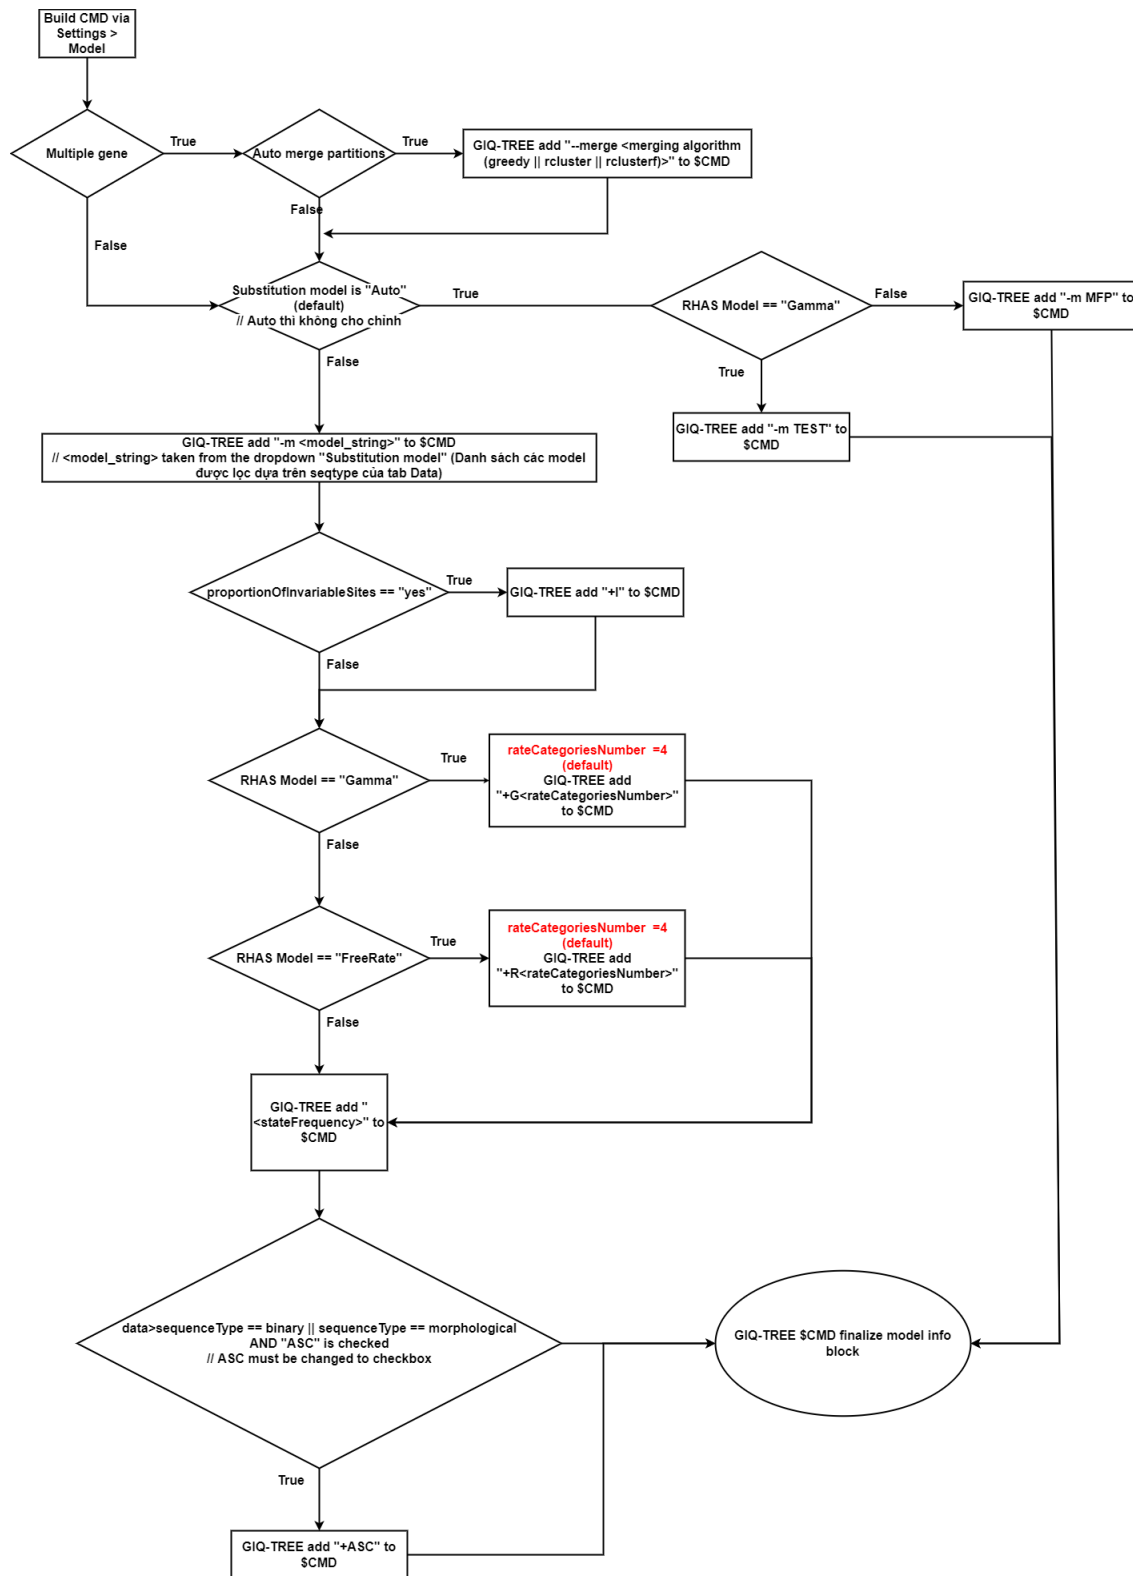 Build CMD via
Settings >
Model
Multiple gene
True
Auto merge partitions
True
GIQ-TREE add "--merge <merging algorithm
(greedy || rcluster || rclusterf)>" to $CMD
False
False
Substitution model is "Auto"
(default)
// Auto thì không cho chỉnh
True
RHAS Model == "Gamma"
False
GIQ-TREE add "-m MFP" to
$CMD
True
GIQ-TREE add "-m TEST" to
$CMD
False
GIQ-TREE add "-m <model_string>" to $CMD
// <model_string> taken from the dropdown "Substitution model" (Danh sách các model
được lọc dựa trên seqtype của tab Data)
proportionOfInvariableSites == "yes"
True
GIQ-TREE add "+I" to $CMD
False
RHAS Model == "Gamma"
True
rateCategoriesNumber =4
(default)
GIQ-TREE add
"+G<rateCategoriesNumber>"
to $CMD
False
RHAS Model == "FreeRate"
True
rateCategoriesNumber =4
(default)
GIQ-TREE add
"+R<rateCategoriesNumber>"
to $CMD
False
GIQ-TREE add "
<stateFrequency>" to
$CMD
data>sequenceType == binary || sequenceType == morphological
AND "ASC" is checked
// ASC must be changed to checkbox
GIQ-TREE $CMD finalize model info
block
True
GIQ-TREE add "+ASC" to
$CMD